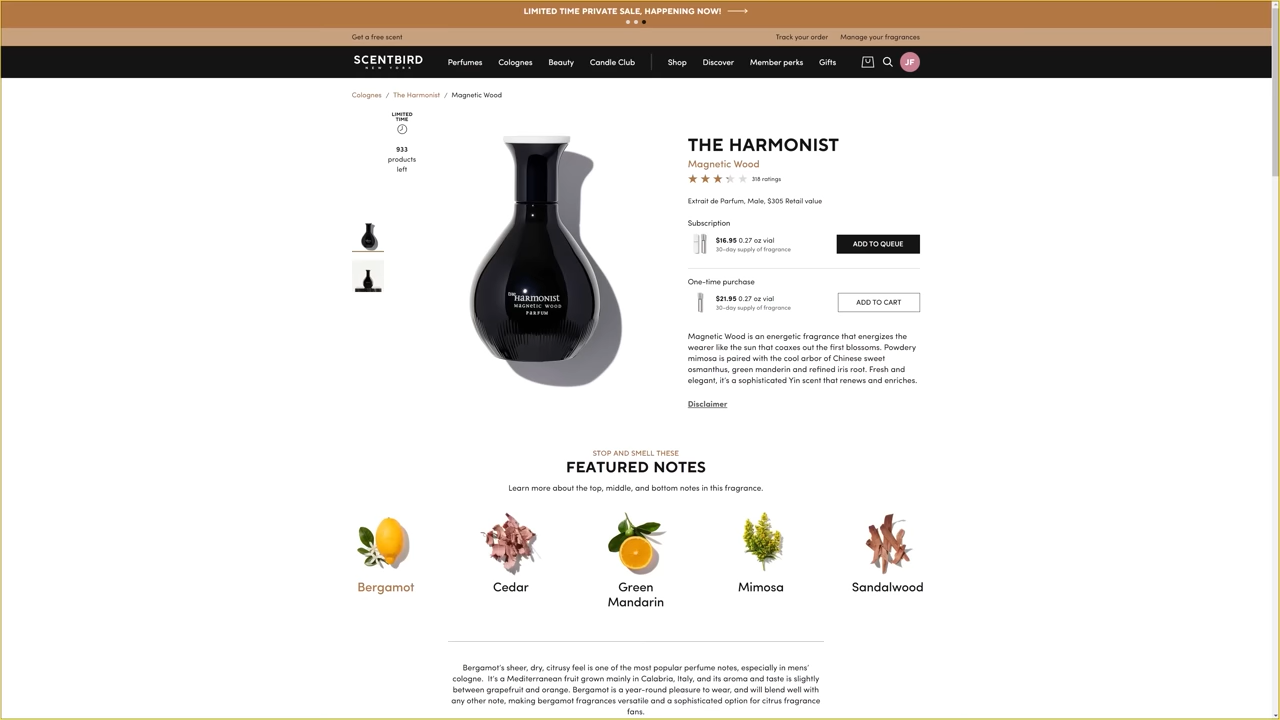 LIMITED TIME PRIVATE SALE, HAPPENING NOW!
Get a free scent
Track your order
Manage your fragrances
SCENTBIRD
NEW YORK
Perfumes
Colognes
Beauty
Candle Club
Shop
Discover
Member perks
Gifts
JF
Colognes / The Harmonist / Magnetic Wood
LIMITED
TIME
933
products
left
THE HARMONIST
MAGNETIC WOOD
PARFUM
THE HARMONIST
Magnetic Wood
318 ratings
Extrait de Parfum, Male, $305 Retail value
Subscription
$16.95 0.27 oz vial
30-day supply of fragrance
ADD TO QUEUE
One-time purchase
$21.95 0.27 oz vial
30-day supply of fragrance
ADD TO CART
Magnetic Wood is an energetic fragrance that energizes the
wearer like the sun that coaxes out the first blossoms. Powdery
mimosa is paired with the cool arbor of Chinese sweet
osmanthus, green manderin and refined iris root. Fresh and
elegant, it's a sophisticated Yin scent that renews and enriches.
Disclaimer
STOP AND SMELL THESE
FEATURED NOTES
Learn more about the top, middle, and bottom notes in this fragrance.
Bergamot
Cedar
Green
Mandarin
Mimosa
Sandalwood
Bergamot's sheer, dry, citrusy feel is one of the most popular perfume notes, especially in mens'
cologne. It's a Mediterranean fruit grown mainly in Calabria, Italy, and its aroma and taste is slightly
between grapefruit and orange. Bergamot is a year-round pleasure to wear, and will blend well with
any other note, making bergamot fragrances versatile and a sophisticated option for citrus fragrance
fans.